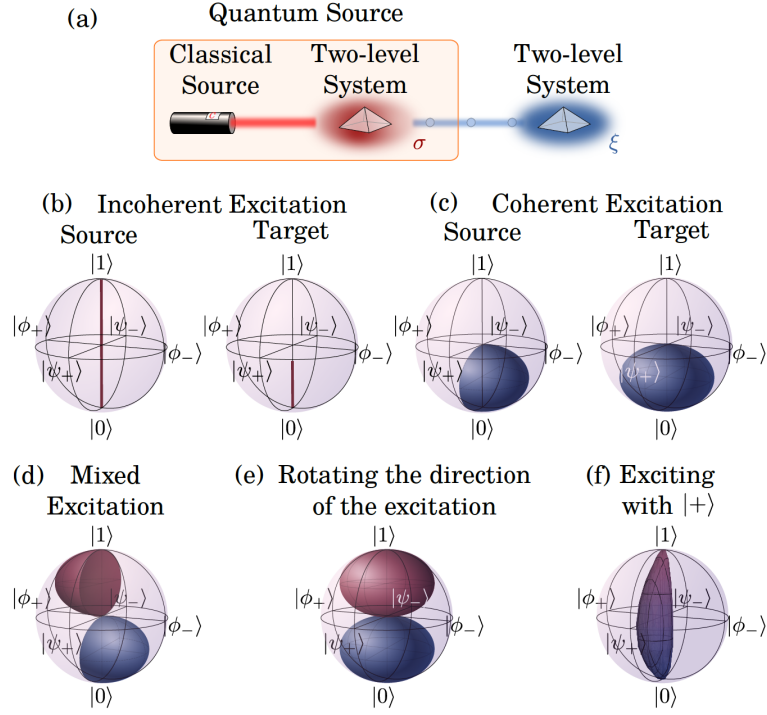 (a)
Quantum Source
Classical Source
Two-level System
Two-level System
σ
ξ
(b) Incoherent Excitation
Source
Target
|1⟩
|ϕ₊⟩
|ψ₋⟩
|ψ₊⟩
|0⟩
|1⟩
|ϕ₊⟩
|ψ₋⟩
|ϕ₋⟩
|ψ₊⟩
|0⟩
(c) Coherent Excitation
Source
Target
|1⟩
|ψ₋⟩
|0⟩
|1⟩
|ψ₋⟩
|ϕ₋⟩
|ϕ₋⟩
|ψ₊⟩
|0⟩
(d) Mixed
Excitation
|1⟩
|ϕ₊⟩
|ψ₋⟩
|ϕ₋⟩
|ψ₊⟩
|0⟩
(e) Rotating the direction
of the excitation
|1⟩
|ψ₋⟩
|0⟩
(f) Exciting
with |+⟩
|1⟩
|ϕ₊⟩
|ψ₋⟩
|ϕ₋⟩
|ψ₊⟩
|0⟩